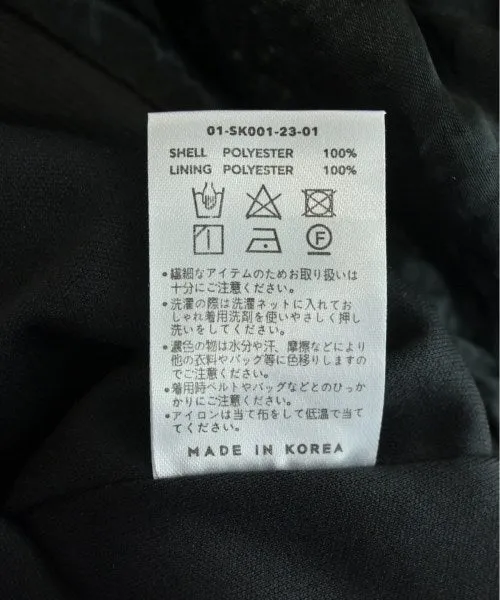 01-SK001-23-01
SHELL POLYESTER 100%
LINING POLYESTER 100%
F
•繊細なアイテムのためお取り扱いは
十分にご注意ください。
•洗濯の際は洗濯ネットに入れてお
しゃれ着用洗剤を使いやさしく押し
洗いをしてください。
•濃色の物は水分や汗、摩擦などにより
他の衣料やバッグ等に色移りしますの
でご注意ください。
•着用時ベルトやバッグなどとのひっか
かりにご注意ください。
•アイロンは当て布をして低温で当て
てください。
MADE IN KOREA